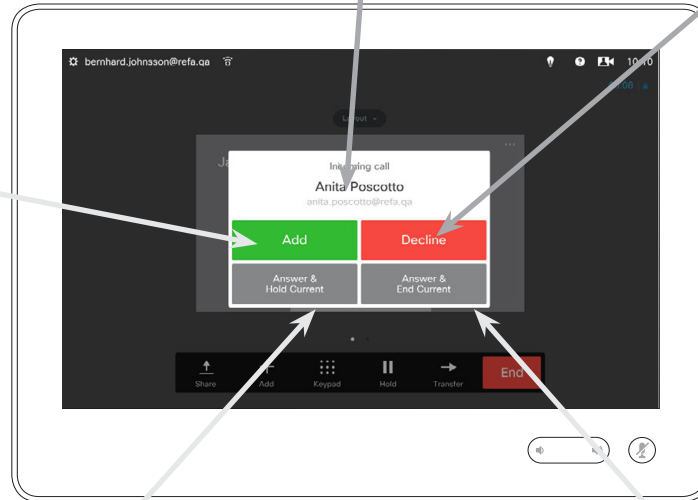 bernhard.johnsson@refa.qa
10:10
Layout
Incoming call
Anita Poscotto
anita.poscotto@refa.qa
Add
Decline
Answer &
Hold Current
Answer &
End Current
Share
Add
Keypad
Hold
Transfer
End